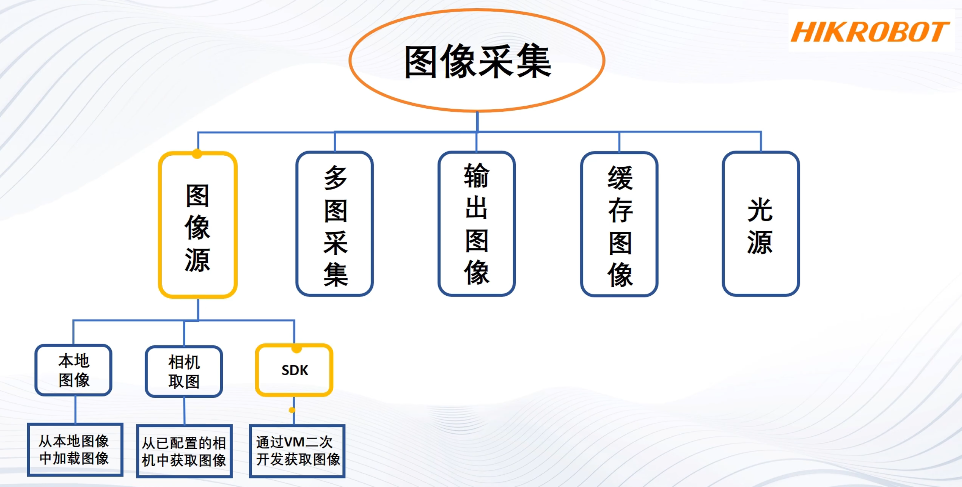 HIKROBOT
图像采集
图
像
源
多
图
采
集
输
出
图
像
缓
存
图
像
光
源
本地
图像
相机
取图
SDK
从本地图像
中加载图像
从已配置的相
机中获取图像
通过VM二次
开发获取图像